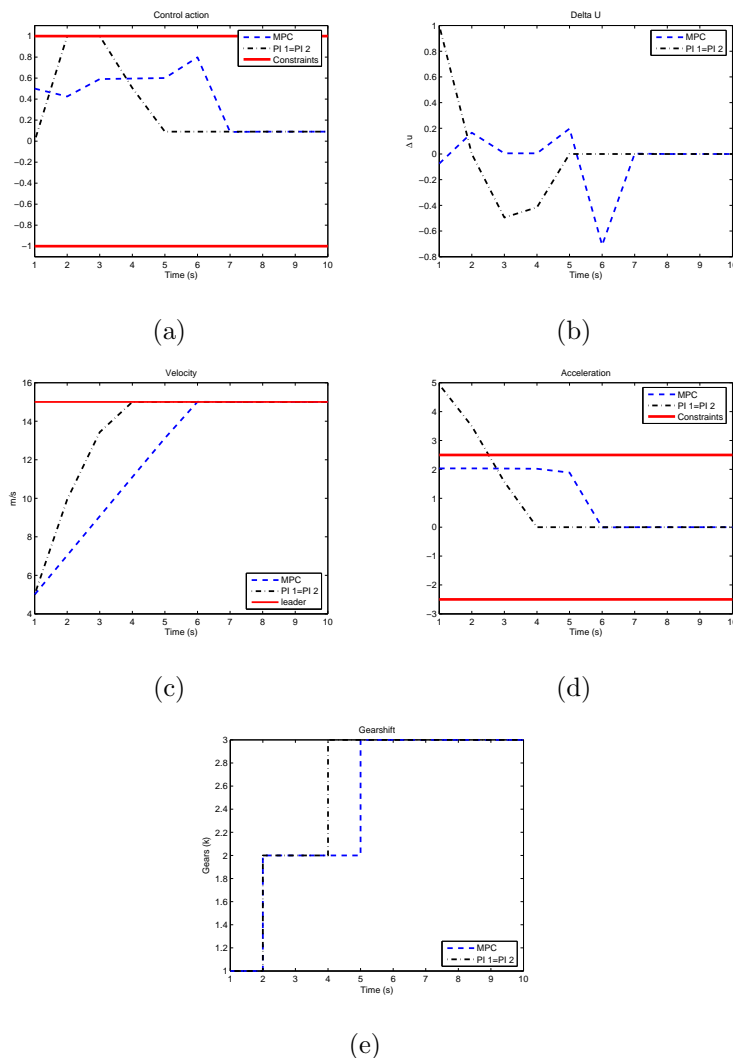 Control action
1
0.8
0.6
0.4
0.2
0
−0.2
−0.4
−0.6
−0.8
−1
1 2 3 4 5 6 7 8 9 10
Time (s)
MPC
PI 1=PI 2
Constraints
(a)
Delta U
Δ u
1
0.8
0.6
0.4
0.2
0
−0.2
−0.4
−0.6
−0.8
1 2 3 4 5 6 7 8 9 10
Time (s)
MPC
PI 1=PI 2
(b)
Velocity
m/s
16
14
12
10
8
6
4
1 2 3 4 5 6 7 8 9 10
Time (s)
MPC
PI 1=PI 2
leader
(c)
Acceleration
5
4
3
2
1
0
−1
−2
−3
1 2 3 4 5 6 7 8 9 10
Time (s)
MPC
PI 1=PI 2
Constraints
(d)
Gearshift
Gears (k)
3
2.8
2.6
2.4
2.2
2
1.8
1.6
1.4
1.2
1
1 2 3 4 5 6 7 8 9 10
Time (s)
MPC
PI 1=PI 2
(e)